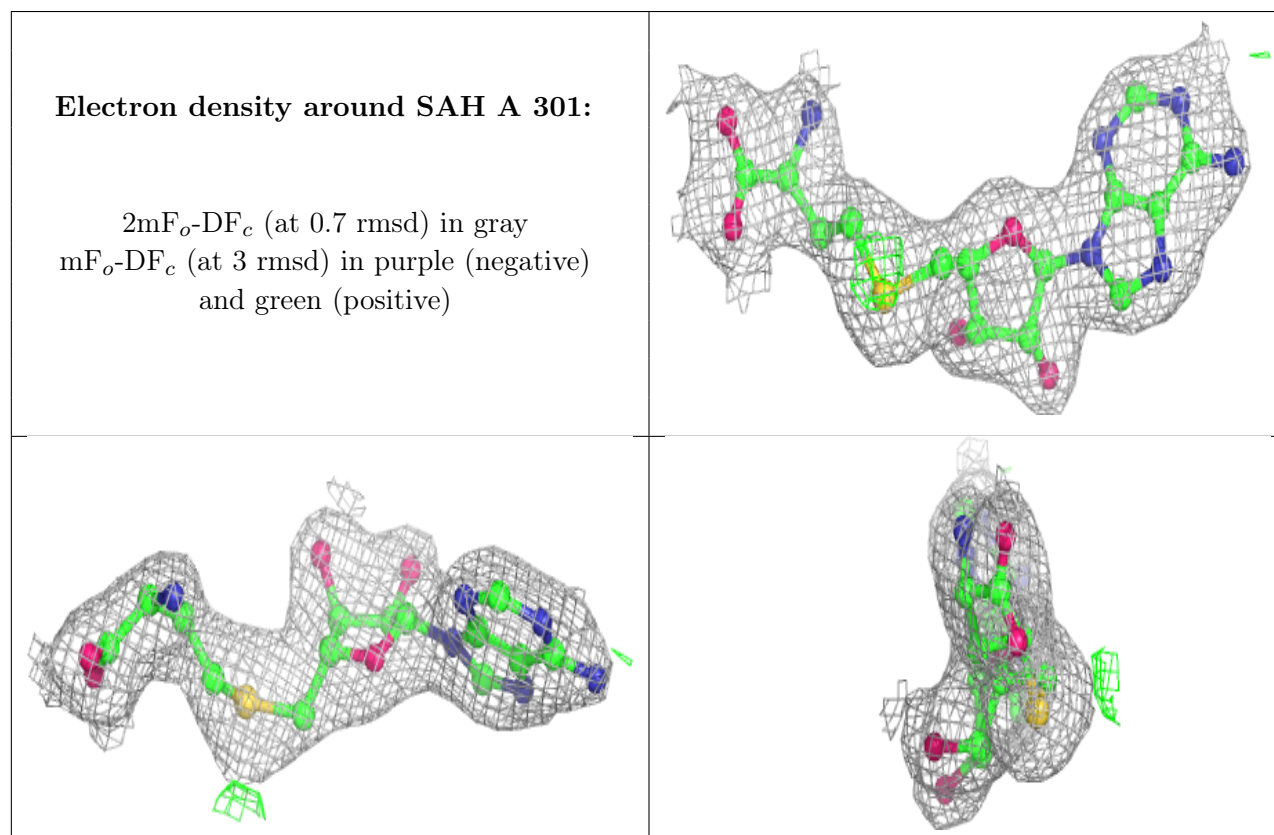 Electron density around SAH A 301:
2mFo-DFc (at 0.7 rmsd) in gray
mFo-DFc (at 3 rmsd) in purple (negative)
and green (positive)